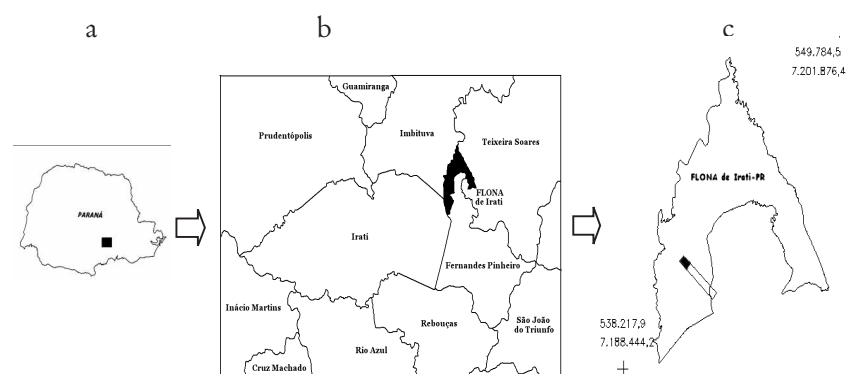 a
b
c
549.784,5
7.201.876,4
Guamiranga
Prudentópolis
Imbituva
Teixeira Soares
FLONA de Irati-PR
FLONA
de Irati
PARANÁ
Irati
Fernandes Pinheiro
Inácio Martins
Rebouças
São João
do Triunfo
538.217,9
7.188.444,2
Rio Azul
Cruz Machado